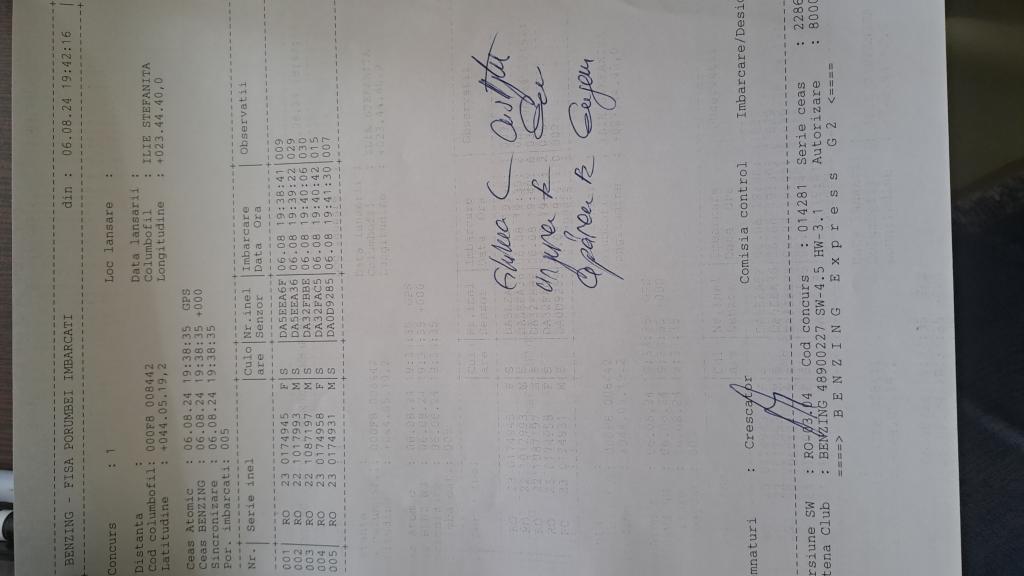 BENZING - FISA PORUMBEI IMBARCATI din : 06.08.24 19:42:16
Concurs : 1 Loc lansare :
Distanta : Data lansarii :
Cod columbofil: 000F8 008442 Columbofil : ILIE STEFANITA
Latitudine : +044.05.19,2 Longitudine : +023.44.40,0
Ceas Atomic : 06.08.24 19:38:35 GPS
Ceas BENZING : 06.08.24 19:38:35 +000
Sincronizare : 06.08.24 19:38:35
Por. imbarcati: 005
Nr.| Serie inel |Culo|Nr.inel |Imbarcare |Observatii
|are |Senzor |Data Ora |
001| RO 23 0174945 F|S |DA5EEA6F|06.08 19:38:41|009
002| RO 22 1017993 M|S |DA5EEA36|06.08 19:39:22|029
003| RO 22 1087197 M|S |DA32FBBE|06.08 19:40:06|030
004| RO 23 0174958 F|S |DA32FAC5|06.08 19:40:42|015
005| RO 23 0174931 M|S |DA0D9285|06.08 19:41:30|007
mnaturi : Crescator Comisia control Imbarcare/Desc
rsiune SW : RO-03.04 Cod concurs : 014281 Serie ceas : 2286
tena Club : BENZING 48900227 SW-4.5 HW-3.1 Autorizare : 8000
====> B E N Z I N G E x p r e s s G 2 <====